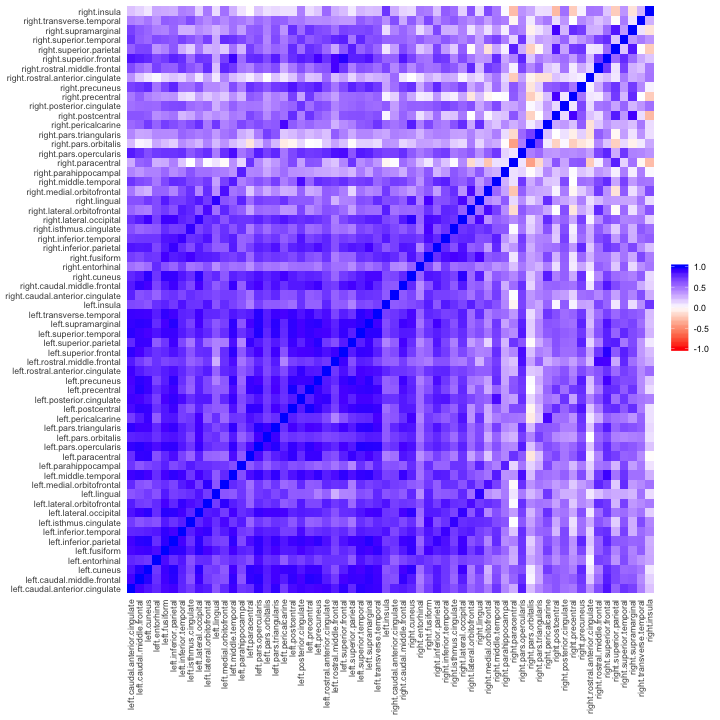 right.insula
right.transverse.temporal
right.supramarginal
right.superior.temporal
right.superior.parietal
right.superior.frontal
right.rostral.middle.frontal
right.rostral.anterior.cingulate
right.precuneus
right.precentral
right.posterior.cingulate
right.postcentral
right.pericalcarine
right.pars.triangularis
right.pars.orbitalis
right.pars.opercularis
right.paracentral
right.parahippocampal
right.middle.temporal
right.medial.orbitofrontal
right.lingual
right.lateral.orbitofrontal
right.lateral.occipital
right.isthmus.cingulate
right.inferior.temporal
right.inferior.parietal
right.fusiform
right.entorhinal
right.cuneus
right.caudal.middle.frontal
right.caudal.anterior.cingulate
left.insula
left.transverse.temporal
left.supramarginal
left.superior.temporal
left.superior.parietal
left.superior.frontal
left.rostral.middle.frontal
left.rostral.anterior.cingulate
left.precuneus
left.precentral
left.posterior.cingulate
left.postcentral
left.pericalcarine
left.pars.triangularis
left.pars.orbitalis
left.pars.opercularis
left.paracentral
left.parahippocampal
left.middle.temporal
left.medial.orbitofrontal
left.lingual
left.lateral.orbitofrontal
left.lateral.occipital
left.isthmus.cingulate
left.inferior.temporal
left.inferior.parietal
left.fusiform
left.entorhinal
left.cuneus
left.caudal.middle.frontal
left.caudal.anterior.cingulate
left.caudal.anterior.cingulate
left.caudal.middle.frontal
left.cuneus
left.entorhinal
left.fusiform
left.inferior.parietal
left.inferior.temporal
left.isthmus.cingulate
left.lateral.occipital
left.lateral.orbitofrontal
left.lingual
left.medial.orbitofrontal
left.middle.temporal
left.parahippocampal
left.paracentral
left.pars.opercularis
left.pars.orbitalis
left.pars.triangularis
left.pericalcarine
left.postcentral
left.posterior.cingulate
left.precentral
left.precuneus
left.rostral.anterior.cingulate
left.rostral.middle.frontal
left.superior.frontal
left.superior.parietal
left.superior.temporal
left.supramarginal
left.transverse.temporal
left.insula
right.caudal.anterior.cingulate
right.caudal.middle.frontal
right.cuneus
right.entorhinal
right.fusiform
right.inferior.parietal
right.inferior.temporal
right.isthmus.cingulate
right.lateral.occipital
right.lateral.orbitofrontal
right.lingual
right.medial.orbitofrontal
right.middle.temporal
right.parahippocampal
right.paracentral
right.pars.opercularis
right.pars.orbitalis
right.pars.triangularis
right.pericalcarine
right.postcentral
right.posterior.cingulate
right.precentral
right.precuneus
right.rostral.anterior.cingulate
right.rostral.middle.frontal
right.superior.frontal
right.superior.parietal
right.superior.temporal
right.supramarginal
right.transverse.temporal
right.insula
1.0
0.5
0.0
-0.5
-1.0